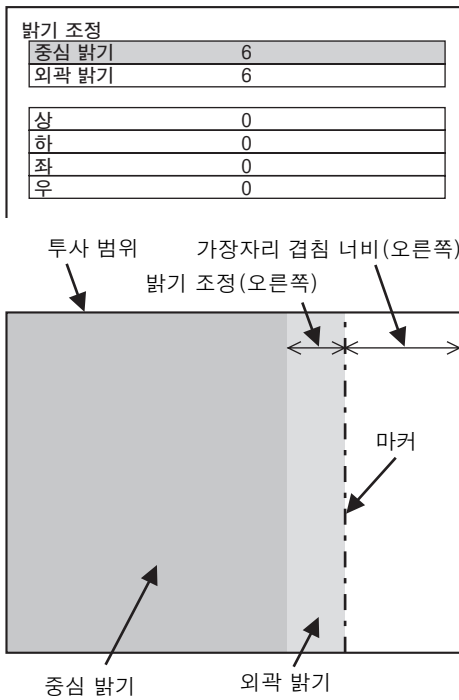 밝기 조정
중심 밝기 6
외곽 밝기 6
상 0
하 0
좌 0
우 0
투사 범위 가장자리 겹침 너비(오른쪽)
밝기 조정(오른쪽)
마커
중심 밝기 외곽 밝기